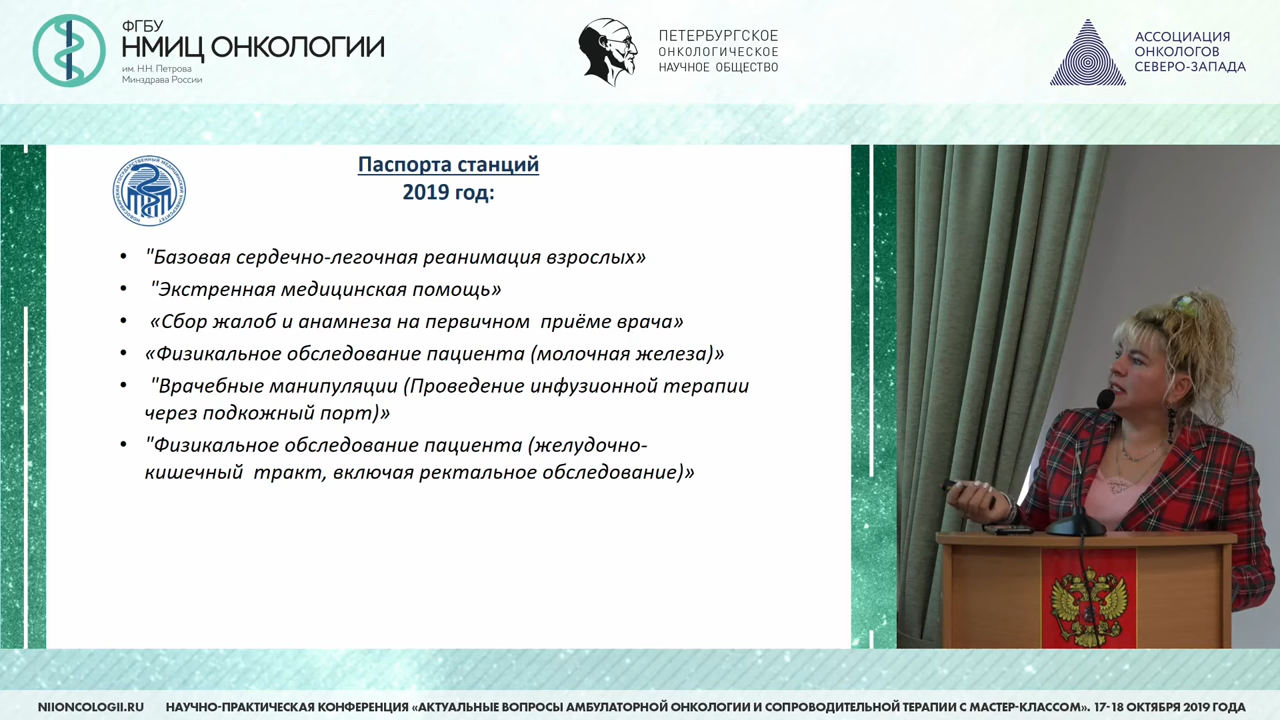 ФГБУ
НМИЦ ОНКОЛОГИИ
им. Н.Н. Петрова
Минздрава России
ПЕТЕРБУРГСКОЕ
ОНКОЛОГИЧЕСКОЕ
НАУЧНОЕ ОБЩЕСТВО
АССОЦИАЦИЯ
ОНКОЛОГОВ
СЕВЕРО-ЗАПАДА
Паспорта станций
2019 год:
• "Базовая сердечно-легочная реанимация взрослых»
• "Экстренная медицинская помощь»
• «Сбор жалоб и анамнеза на первичном приёме врача»
• «Физикальное обследование пациента (молочная железа)»
• "Врачебные манипуляции (Проведение инфузионной терапии
через подкожный порт)»
• "Физикальное обследование пациента (желудочно-
кишечный тракт, включая ректальное обследование)»
NIIONCOLOGII.RU НАУЧНО-ПРАКТИЧЕСКАЯ КОНФЕРЕНЦИЯ «АКТУАЛЬНЫЕ ВОПРОСЫ АМБУЛАТОРНОЙ ОНКОЛОГИИ И СОПРОВОДИТЕЛЬНОЙ ТЕРАПИИ С МАСТЕР-КЛАССОМ». 17-18 ОКТЯБРЯ 2019 ГОДА